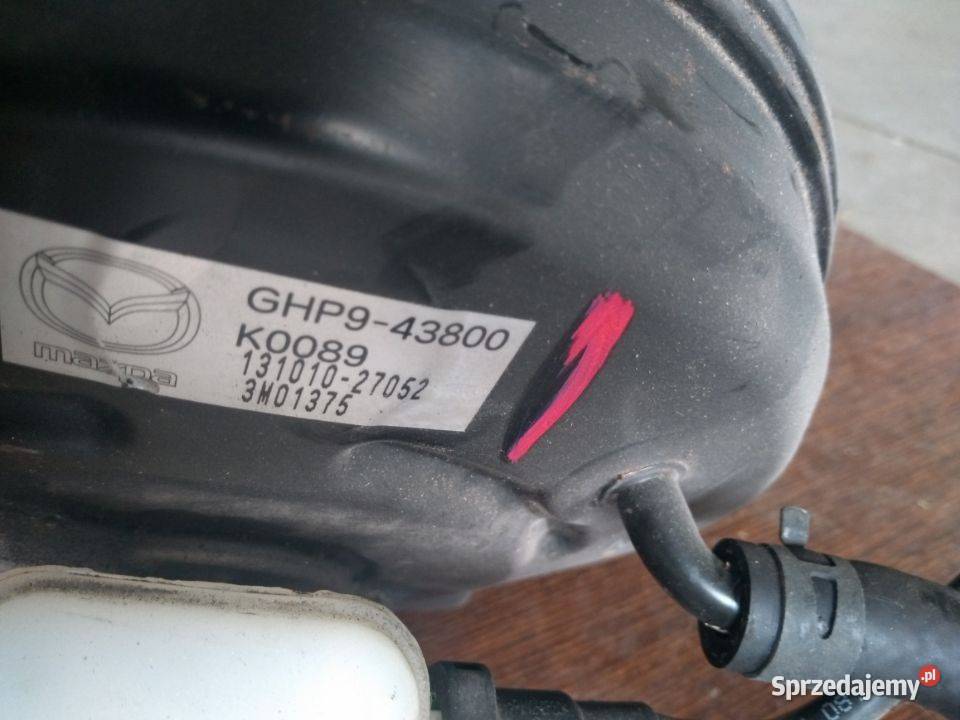 GHP9-43800
K0089
131010-27052
3M01375
mazda
Sprzedajemy.pl